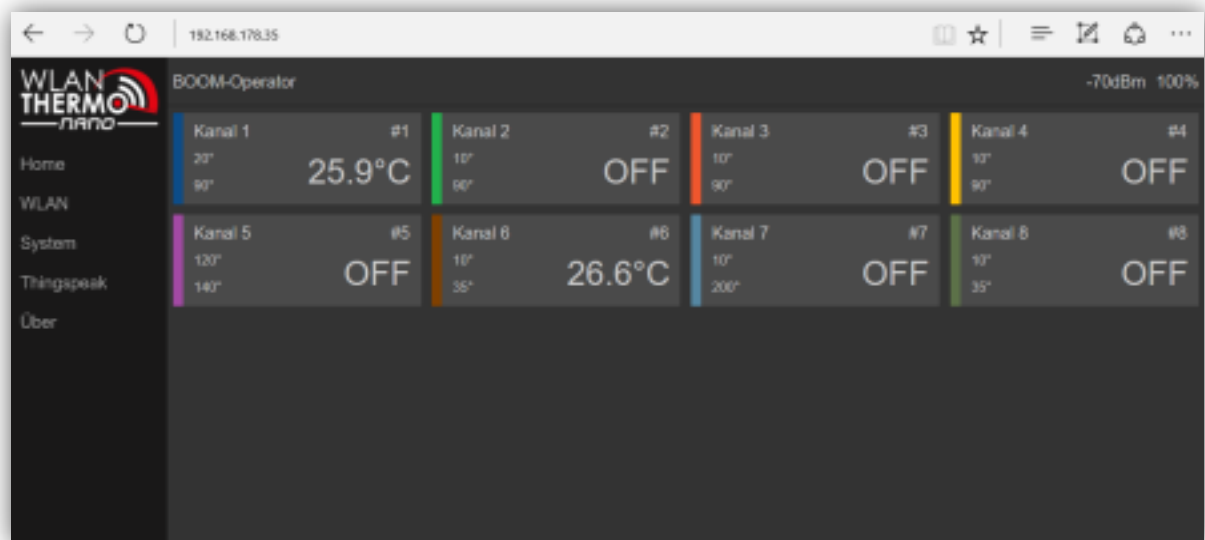 192.168.178.35
WLAN
THERMO
nano
BOOM-Operator
-70dBm 100%
Home
WLAN
System
Thingspeak
Über
Kanal 1 #1
20°
90°
25.9°C
Kanal 2 #2
10°
90°
OFF
Kanal 3 #3
10°
90°
OFF
Kanal 4 #4
10°
90°
OFF
Kanal 5 #5
120°
140°
OFF
Kanal 6 #6
10°
35°
26.6°C
Kanal 7 #7
10°
200°
OFF
Kanal 8 #8
10°
35°
OFF